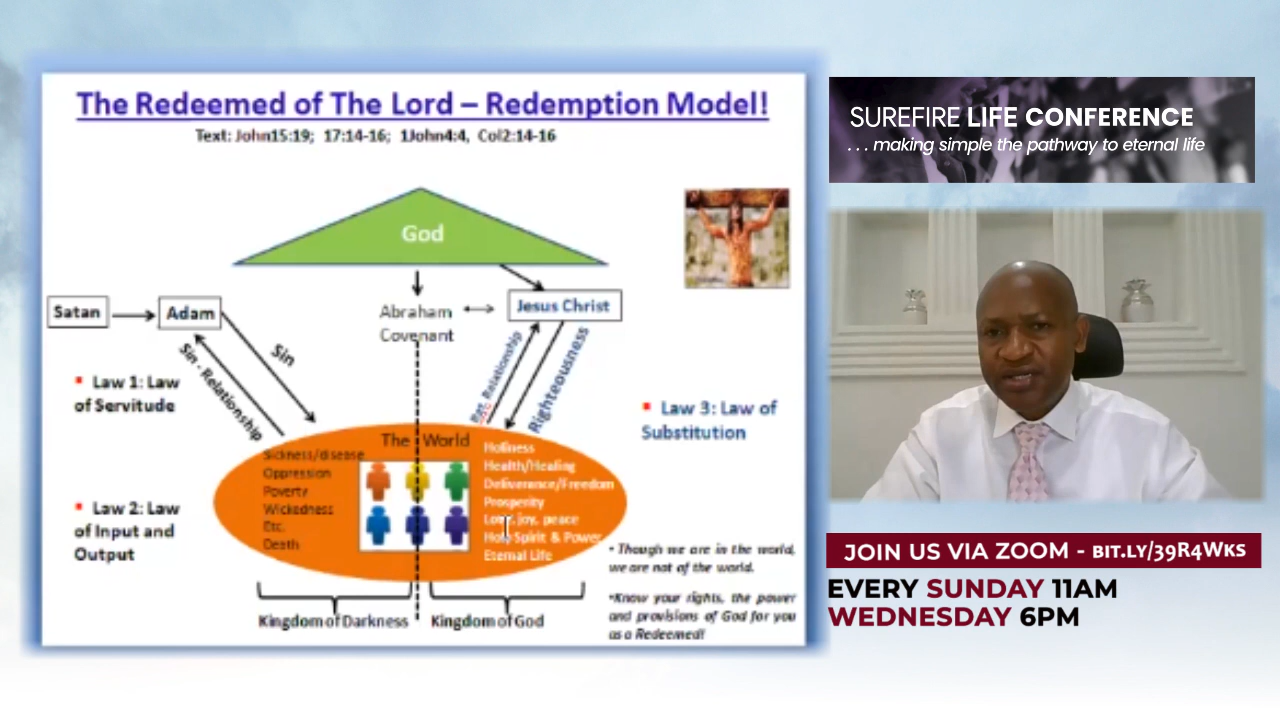 The Redeemed of The Lord – Redemption Model!
Text: John15:19; 17:14-16; 1John4:4, Col2:14-16
God
Satan
Adam
Abraham
Covenant
Jesus Christ
Sin
Sin - Relationship
Relationship
Righteousness
▪ Law 1: Law
of Servitude
▪ Law 2: Law
of Input and
Output
▪ Law 3: Law of
Substitution
The World
Sickness/disease
Oppression
Poverty
Wickedness
Etc.
Death
Holiness
Health/Healing
Deliverance/Freedom
Prosperity
Love, joy, peace
Holy Spirit & Power
Eternal Life
Kingdom of Darkness
Kingdom of God
• Though we are in the world,
we are not of the world.
•Know your rights, the power
and provisions of God for you
as a Redeemed!
SUREFIRE LIFE CONFERENCE
. . . making simple the pathway to eternal life
JOIN US VIA ZOOM - BIT.LY/39R4WKS
EVERY SUNDAY 11AM
WEDNESDAY 6PM